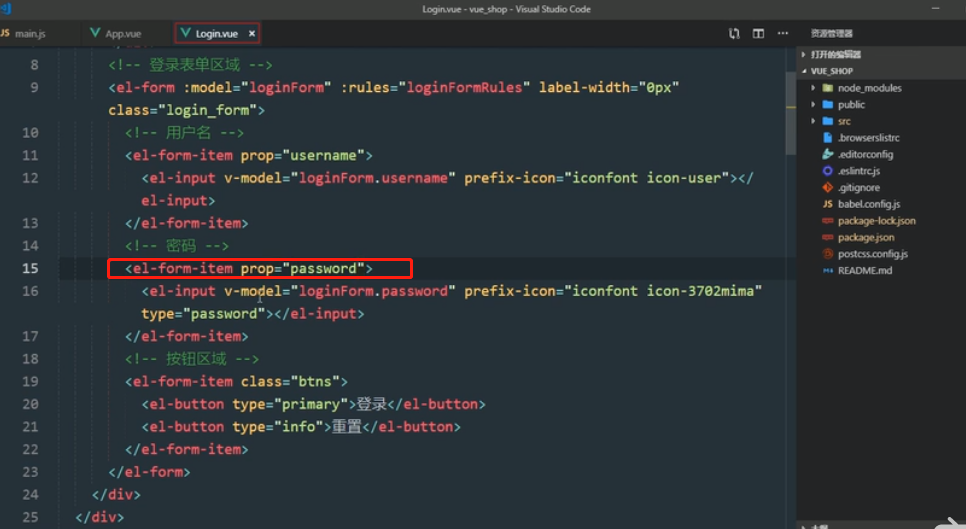 Login.vue - vue_shop - Visual Studio Code
JS main.js
App.vue
Login.vue ×
资源管理器
打开的编辑器
VUE_SHOP
node_modules
public
src
.browserslistrc
.editorconfig
.eslintrc.js
.gitignore
JS babel.config.js
package-lock.json
package.json
postcss.config.js
README.md
8 <!-- 登录表单区域 -->
9 <el-form :model="loginForm" :rules="loginFormRules" label-width="0px"
class="login_form">
10 <!-- 用户名 -->
11 <el-form-item prop="username">
12 <el-input v-model="loginForm.username" prefix-icon="iconfont icon-user"></
el-input>
13 </el-form-item>
14 <!-- 密码 -->
15 <el-form-item prop="password">
16 <el-input v-model="loginForm.password" prefix-icon="iconfont icon-3702mima"
type="password"></el-input>
17 </el-form-item>
18 <!-- 按钮区域 -->
19 <el-form-item class="btns">
20 <el-button type="primary">登录</el-button>
21 <el-button type="info">重置</el-button>
22 </el-form-item>
23 </el-form>
24 </div>
25 </div>